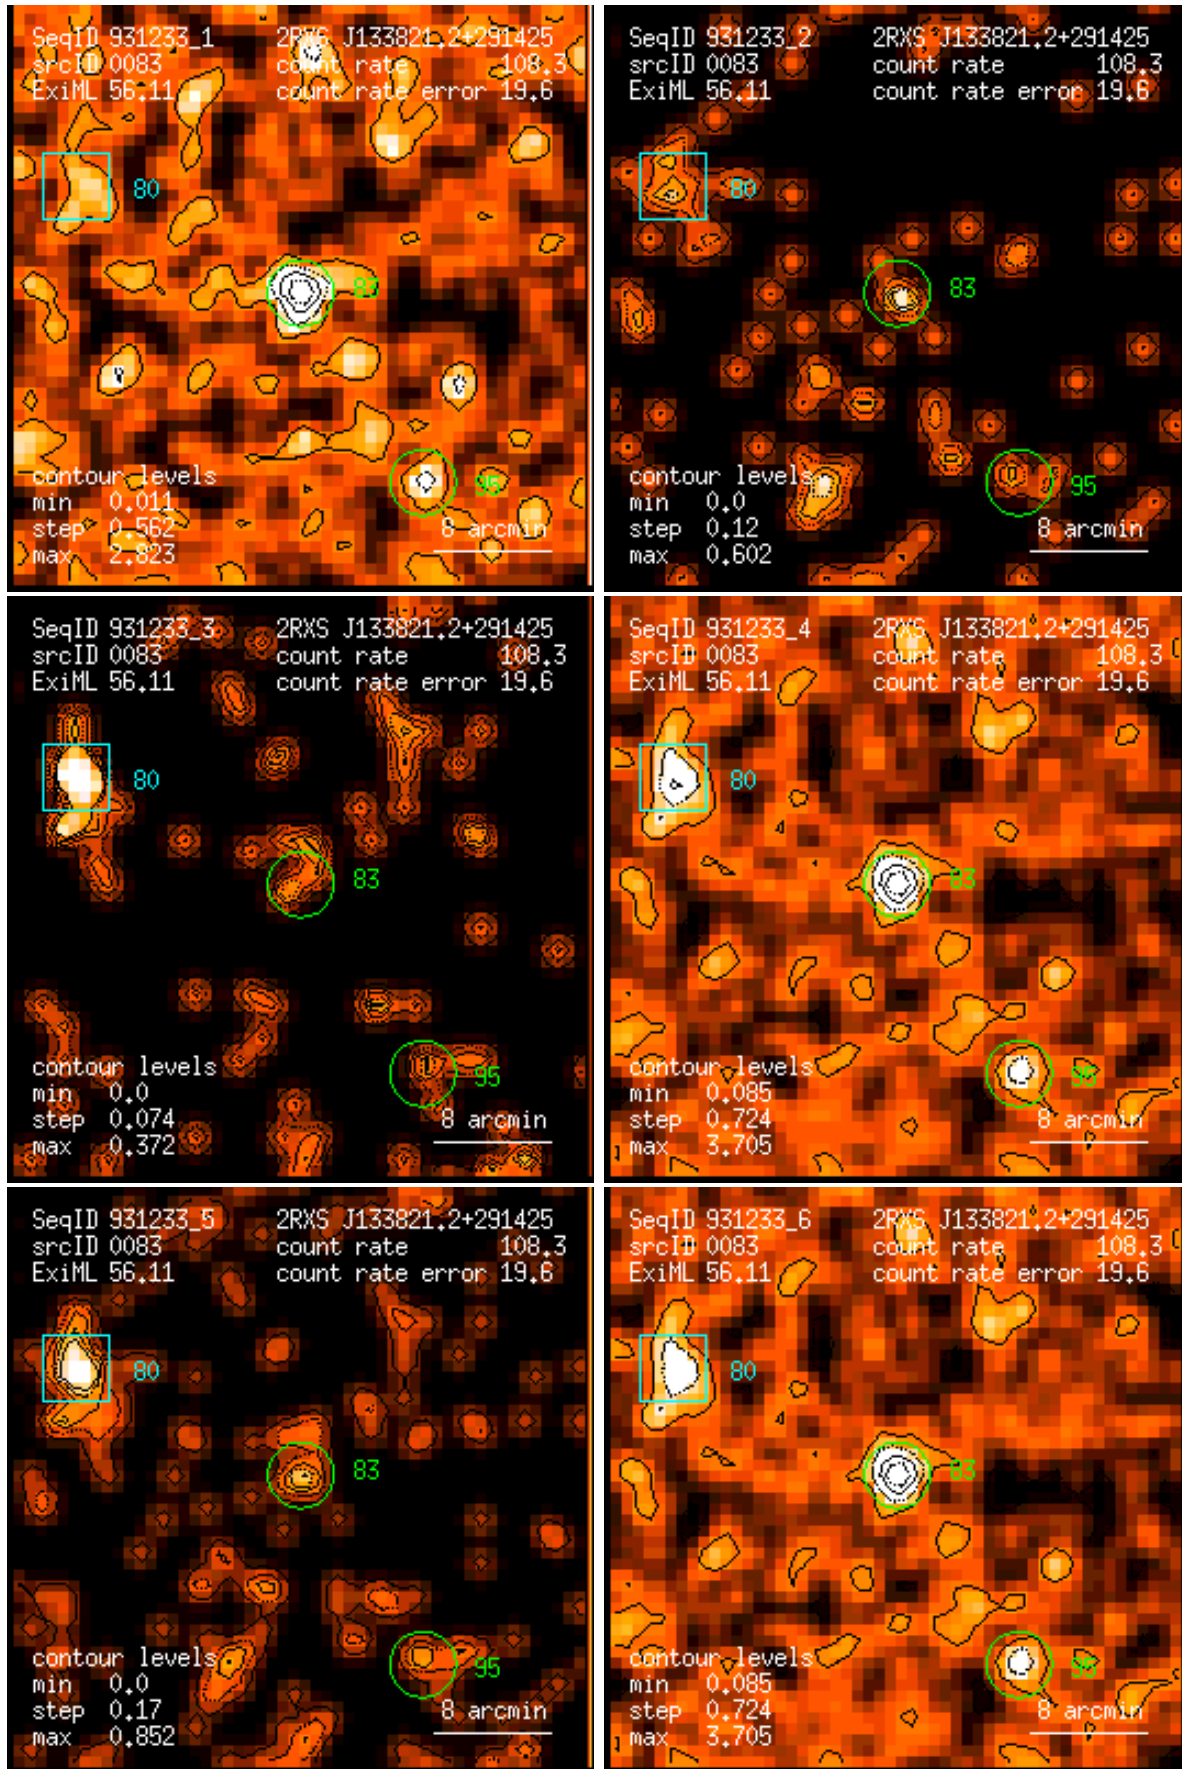 SeqID 931233_1 2RXS J133821.2+291425
srcID 0083 count rate 108.3
ExiML 56.11 count rate error 19.6
80
83
95
contour levels
min 0.011
step 0.562
max 2.823
8 arcmin
SeqID 931233_2 2RXS J133821.2+291425
srcID 0083 count rate 108.3
ExiML 56.11 count rate error 19.6
80
83
95
contour levels
min 0.0
step 0.12
max 0.602
8 arcmin
SeqID 931233_3 2RXS J133821.2+291425
srcID 0083 count rate 108.3
ExiML 56.11 count rate error 19.6
80
83
95
contour levels
min 0.0
step 0.074
max 0.372
8 arcmin
SeqID 931233_4 2RXS J133821.2+291425
srcID 0083 count rate 108.3
ExiML 56.11 count rate error 19.6
80
83
95
contour levels
min 0.085
step 0.724
max 3.705
8 arcmin
SeqID 931233_5 2RXS J133821.2+291425
srcID 0083 count rate 108.3
ExiML 56.11 count rate error 19.6
80
83
95
contour levels
min 0.0
step 0.17
max 0.852
8 arcmin
SeqID 931233_6 2RXS J133821.2+291425
srcID 0083 count rate 108.3
ExiML 56.11 count rate error 19.6
80
83
95
contour levels
min 0.085
step 0.724
max 3.705
8 arcmin